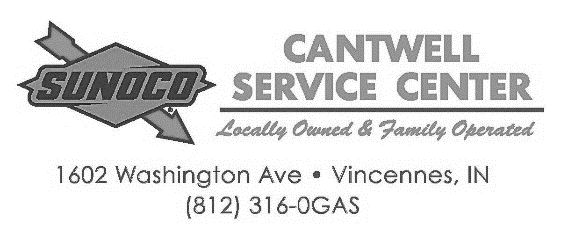 SUNOCO®
CANTWELL
SERVICE CENTER
Locally Owned & Family Operated
1602 Washington Ave • Vincennes, IN
(812) 316-0GAS